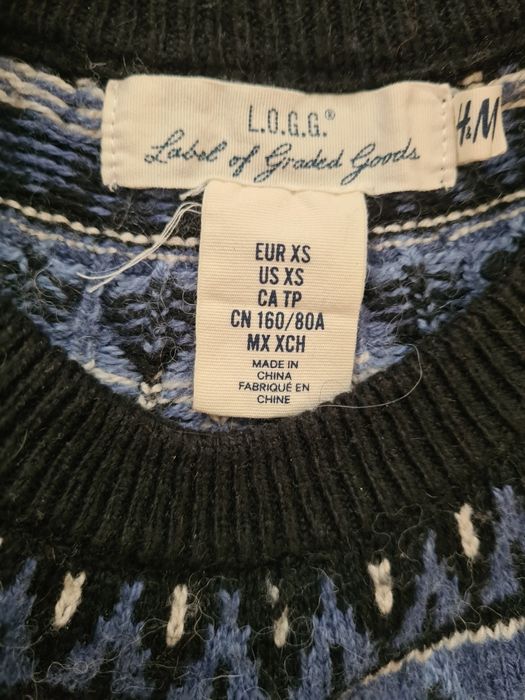 L.O.G.G.®
Label of Graded Goods
H&M
EUR XS
US XS
CA TP
CN 160/80A
MX XCH
MADE IN
CHINA
FABRIQUÉ EN
CHINE